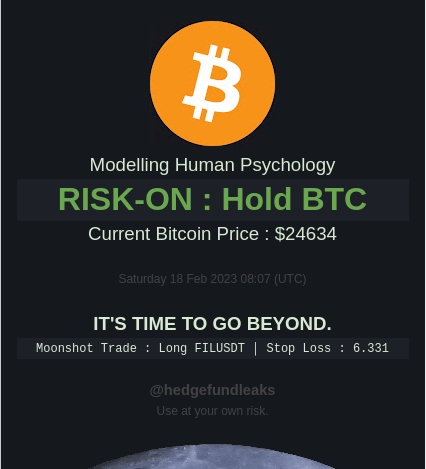 Modelling Human Psychology
RISK-ON : Hold BTC
Current Bitcoin Price : $24634
Saturday 18 Feb 2023 08:07 (UTC)
IT'S TIME TO GO BEYOND.
Moonshot Trade : Long FILUSDT | Stop Loss : 6.331
@hedgefundleaks
Use at your own risk.